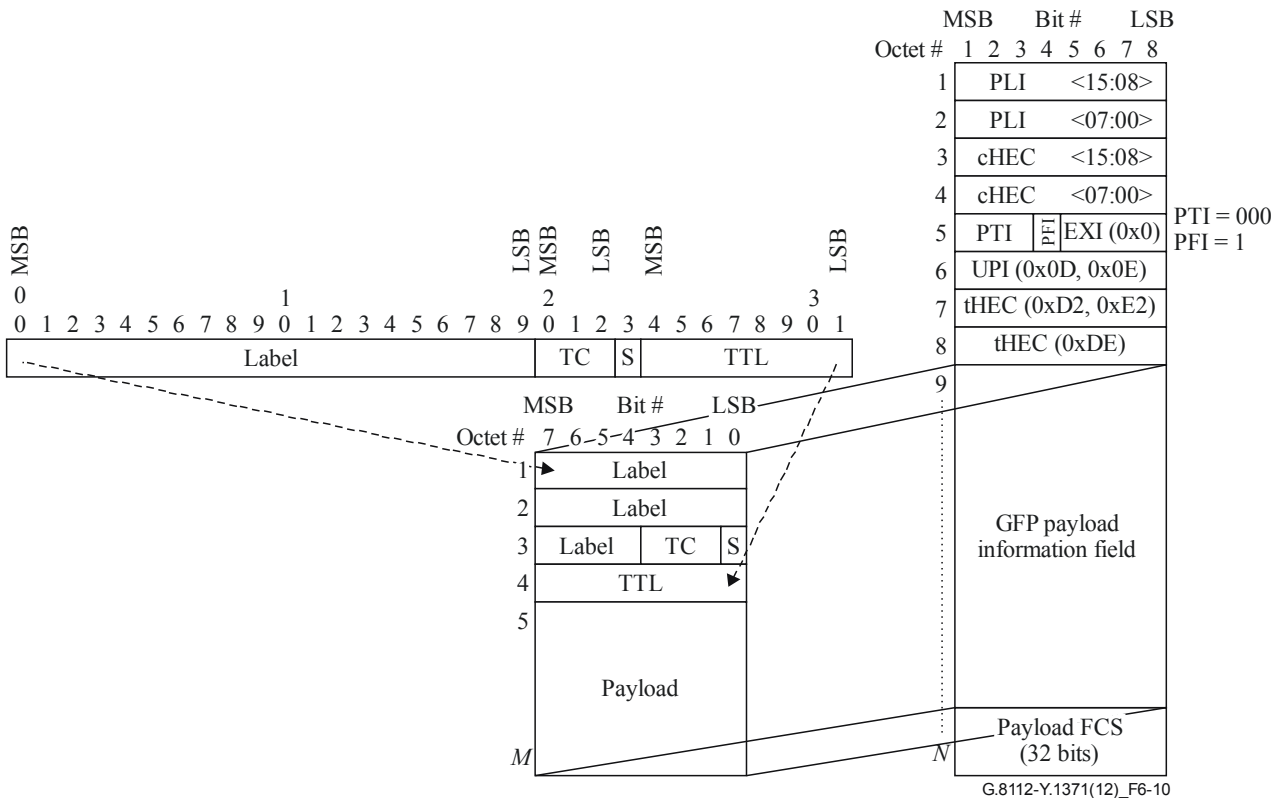 MSB Bit # LSB
Octet # 1 2 3 4 5 6 7 8
1 PLI <15:08>
2 PLI <07:00>
3 cHEC <15:08>
4 cHEC <07:00>
5 PTI PFI EXI (0x0)
PTI = 000
PFI = 1
6 UPI (0x0D, 0x0E)
7 tHEC (0xD2, 0xE2)
8 tHEC (0xDE)
9
GFP payload
information field
Payload FCS
N (32 bits)
MSB LSB MSB LSB MSB LSB
0 1 2 3
0 1 2 3 4 5 6 7 8 9 0 1 2 3 4 5 6 7 8 9 0 1 2 3 4 5 6 7 8 9 0 1
Label TC S TTL
MSB Bit # LSB
Octet # 7 6 5 4 3 2 1 0
1 Label
2 Label
3 Label TC S
4 TTL
5
Payload
M
G.8112-Y.1371(12)_F6-10